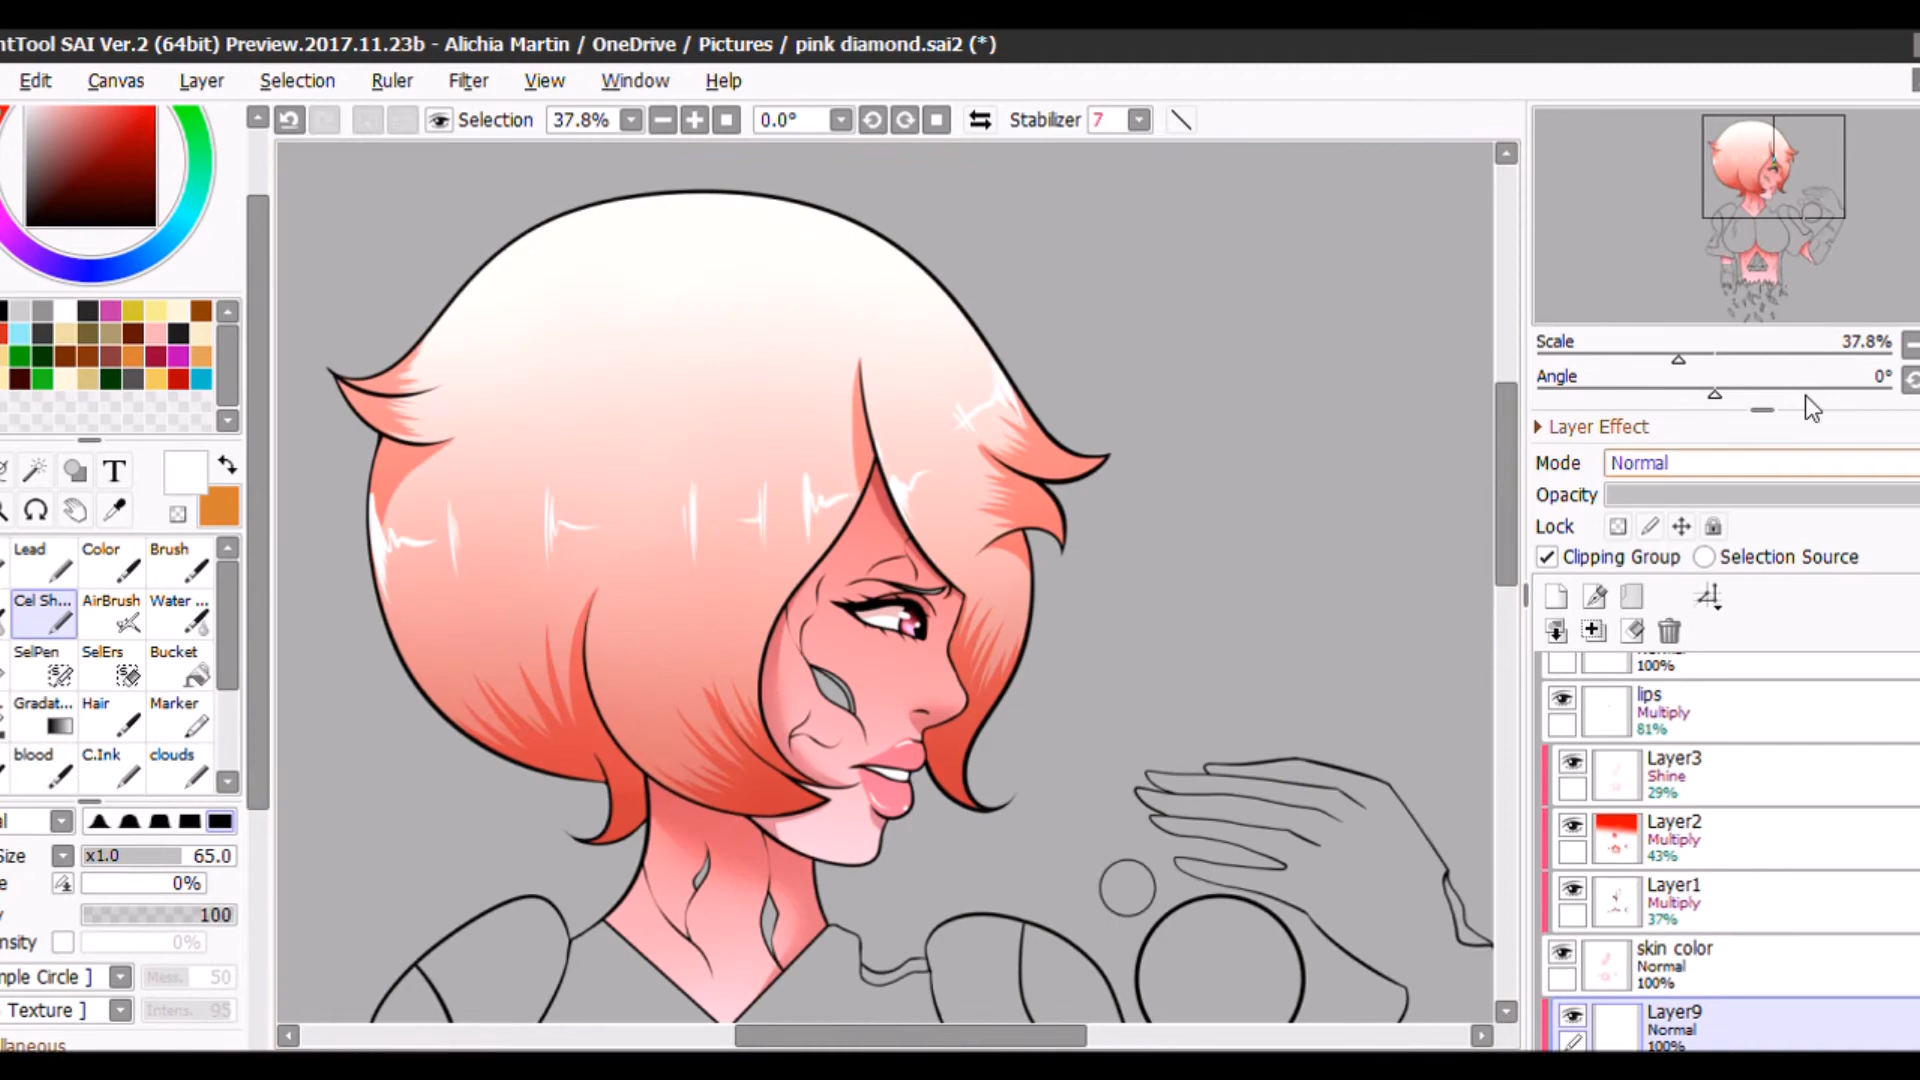 ntTool SAI Ver.2 (64bit) Preview.2017.11.23b - Alichia Martin / OneDrive / Pictures / pink diamond.sai2 (*)
Edit Canvas Layer Selection Ruler Filter View Window Help
Selection 37.8% 0.0° Stabilizer 7
Scale 37.8%
Angle 0°
Layer Effect
Mode Normal
Opacity
Lock
Clipping Group Selection Source
T
Lead Color Brush
Cel Sh... AirBrush Water ...
SelPen SelErs Bucket
Gradat... Hair Marker
blood C.Ink clouds
Size x1.0 65.0
0%
100
nsity 0%
mple Circle ] Mess. 50
Texture ] Intens. 95
llaneous
100%
lips
Multiply
81%
Layer3
Shine
29%
Layer2
Multiply
43%
Layer1
Multiply
37%
skin color
Normal
100%
Layer9
Normal
100%